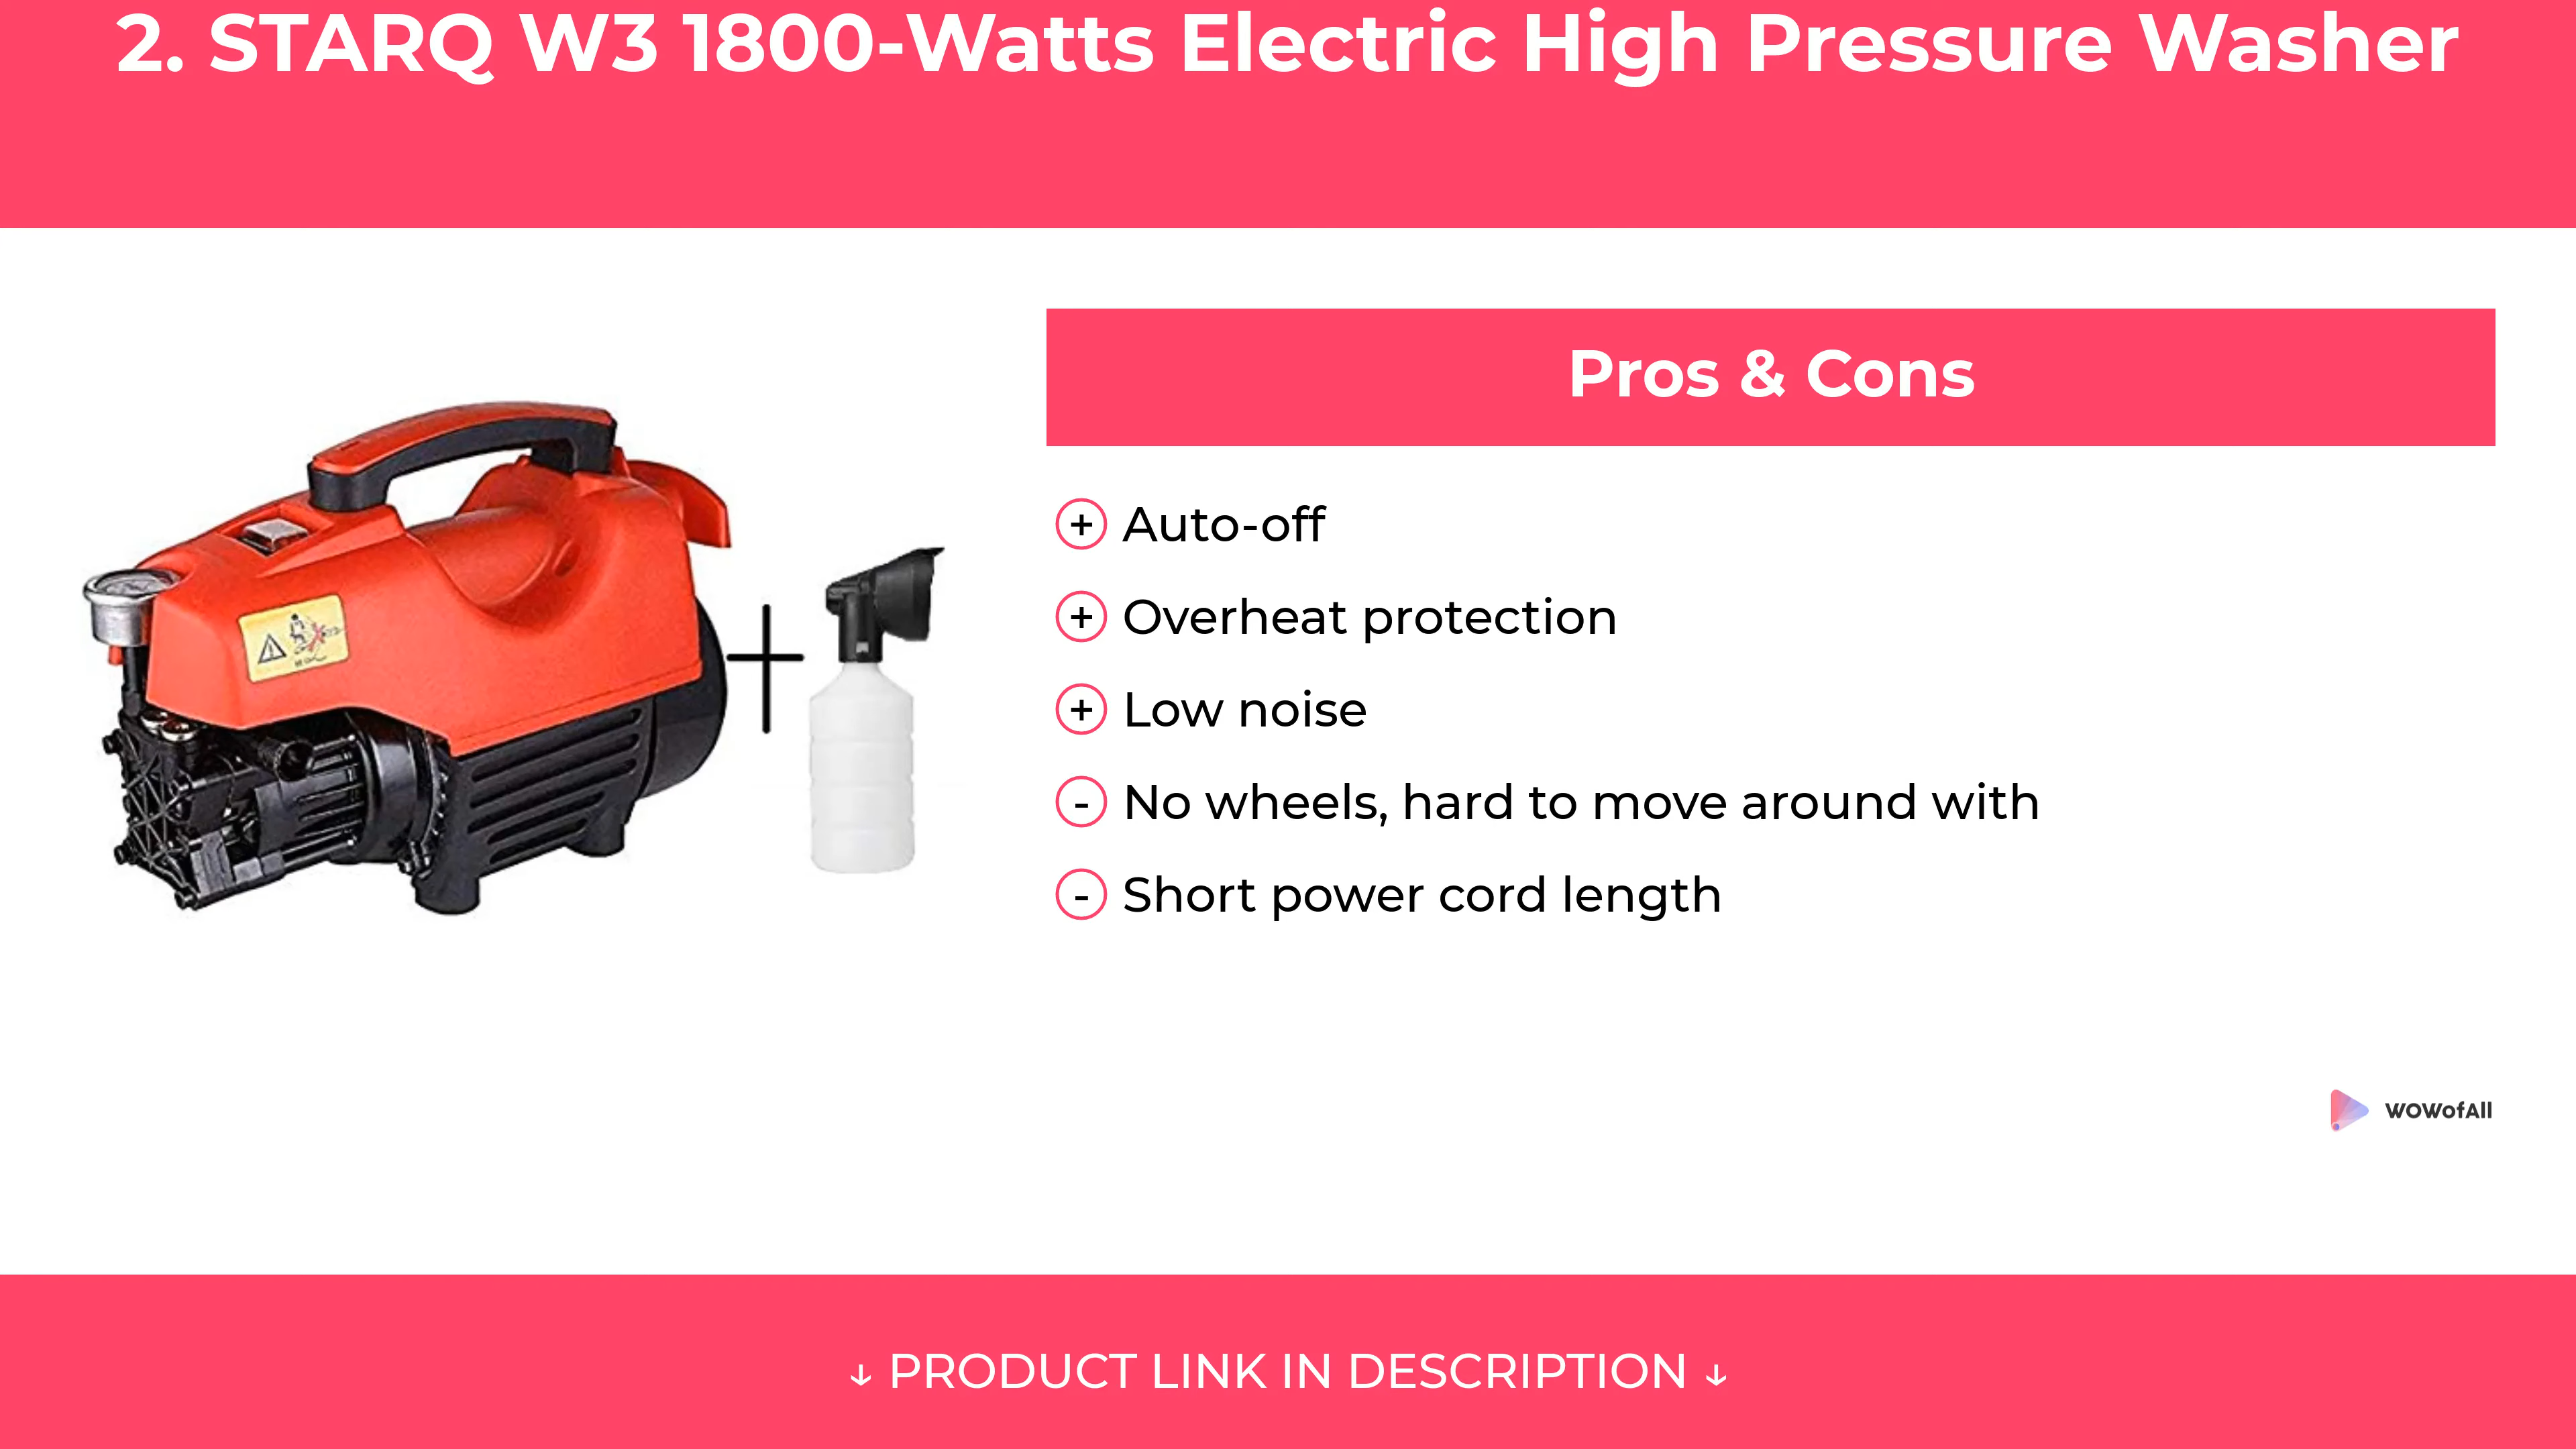 2. STARQ W3 1800-Watts Electric High Pressure Washer
Pros & Cons
+ Auto-off
+ Overheat protection
+ Low noise
- No wheels, hard to move around with
- Short power cord length
WOWofAll
↓ PRODUCT LINK IN DESCRIPTION ↓